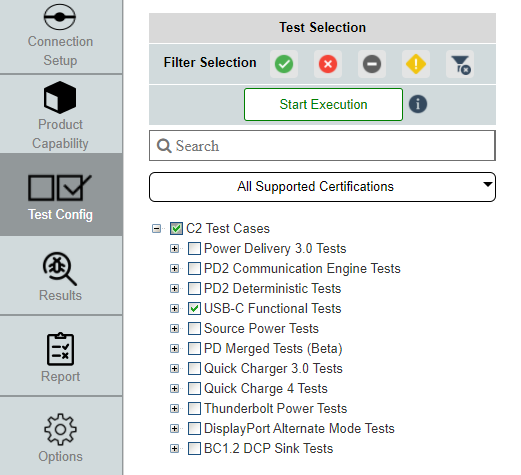 Connection
Setup
Product
Capability
Test Config
Results
Report
Options
Test Selection
Filter Selection
Start Execution
Search
All Supported Certifications
C2 Test Cases
Power Delivery 3.0 Tests
PD2 Communication Engine Tests
PD2 Deterministic Tests
USB-C Functional Tests
Source Power Tests
PD Merged Tests (Beta)
Quick Charger 3.0 Tests
Quick Charge 4 Tests
Thunderbolt Power Tests
DisplayPort Alternate Mode Tests
BC1.2 DCP Sink Tests